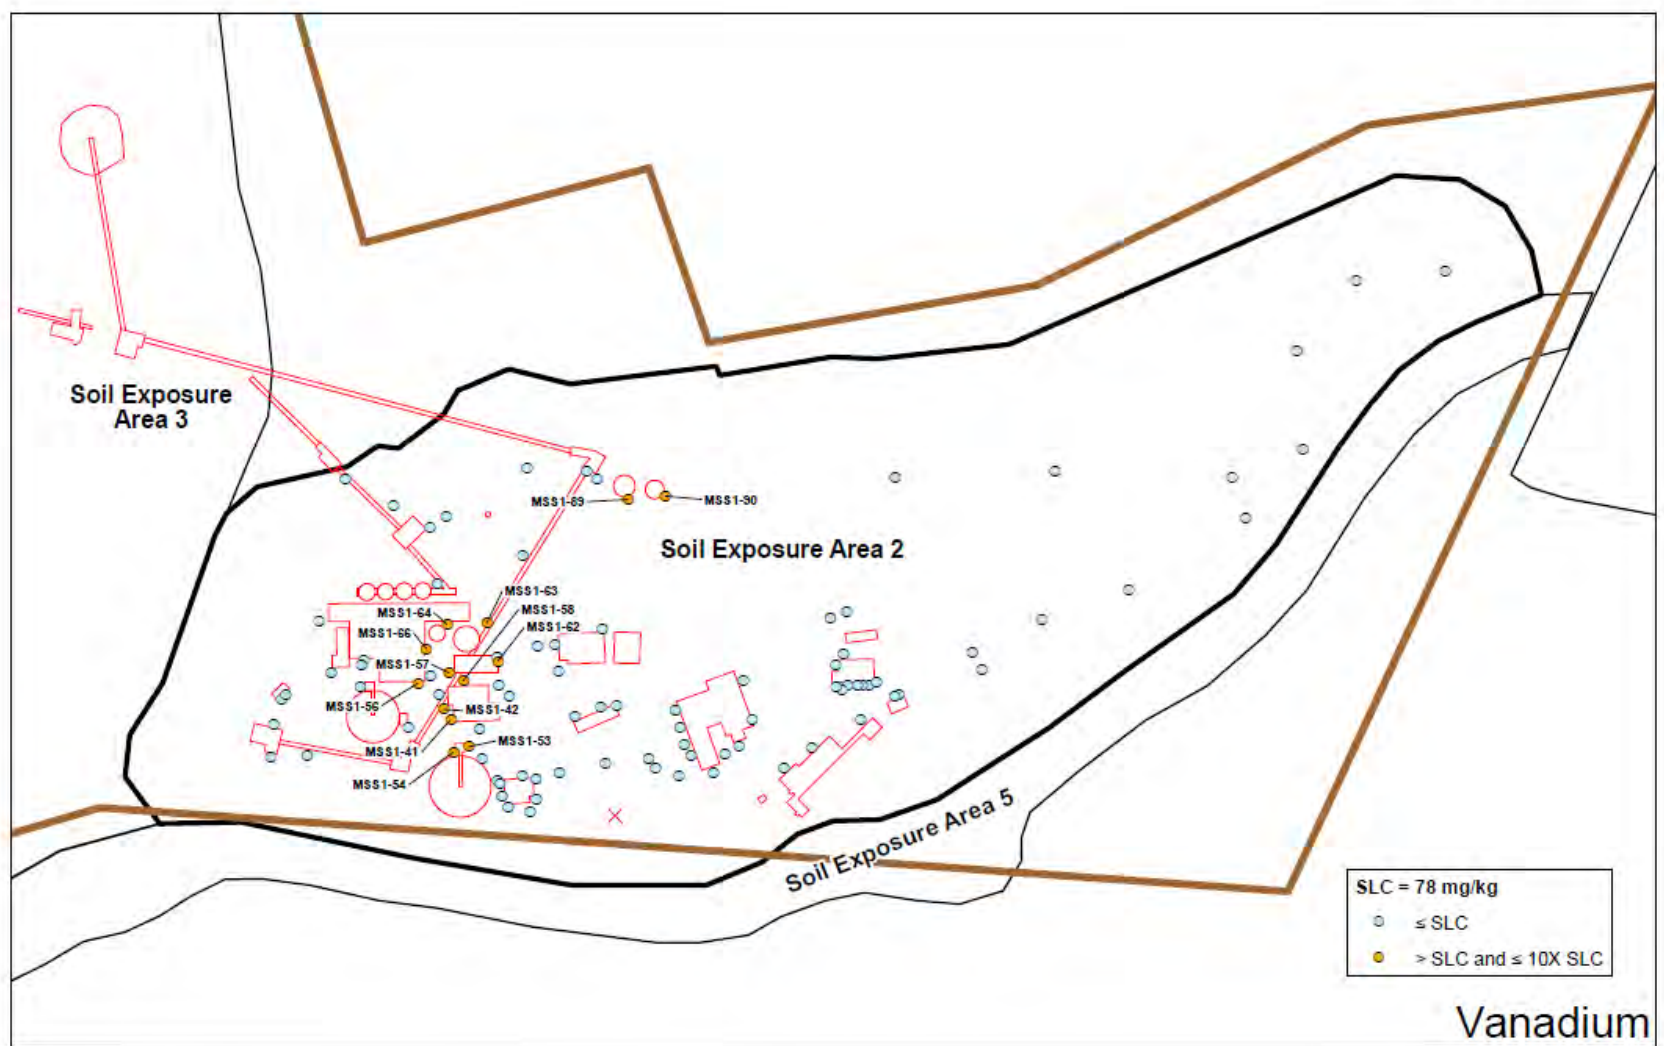 Soil Exposure
Area 3
MSS1-89
MSS1-90
Soil Exposure Area 2
MSS1-63
MSS1-64
MSS1-58
MSS1-66
MSS1-62
MSS1-57
MSS1-56
MSS1-42
MSS1-41
MSS1-53
MSS1-54
Soil Exposure Area 5
SLC = 78 mg/kg
≤ SLC
> SLC and ≤ 10X SLC
Vanadium